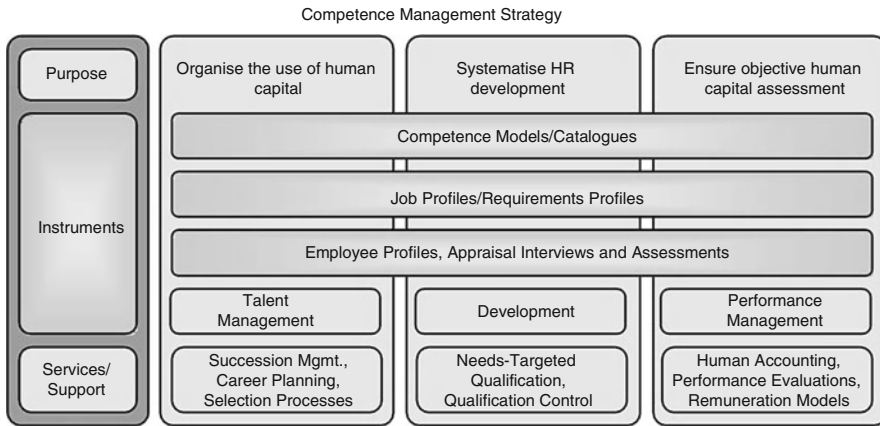 Competence Management Strategy
Purpose
Organise the use of human
capital
Systematise HR
development
Ensure objective human
capital assessment
Instruments
Competence Models/Catalogues
Job Profiles/Requirements Profiles
Employee Profiles, Appraisal Interviews and Assessments
Talent
Management
Development
Performance
Management
Services/
Support
Succession Mgmt.,
Career Planning,
Selection Processes
Needs-Targeted
Qualification,
Qualification Control
Human Accounting,
Performance Evaluations,
Remuneration Models